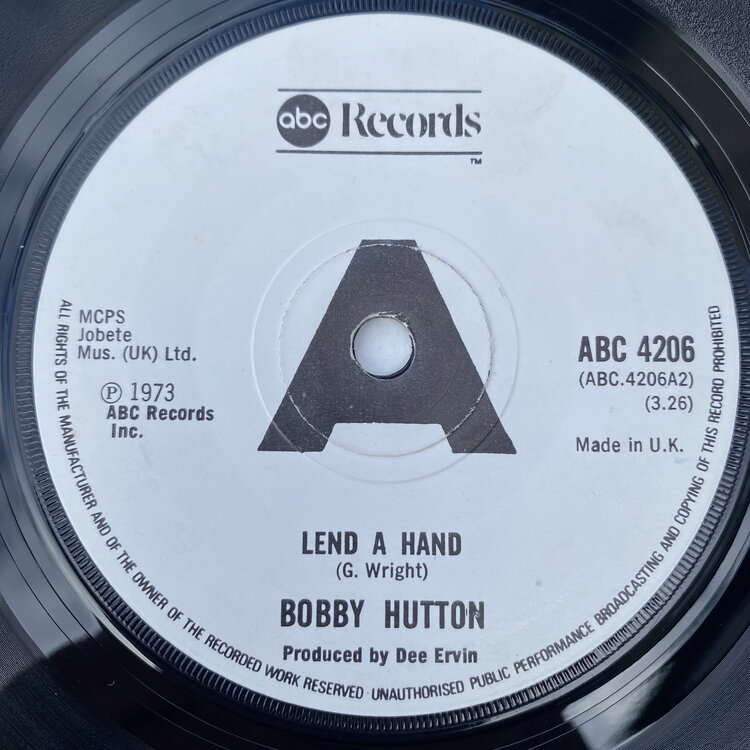 abc Records
TM
A
MCPS
Jobete
Mus. (UK) Ltd.
Ⓟ 1973
ABC Records
Inc.
ABC 4206
(ABC.4206A2)
(3.26)
Made in U.K.
LEND A HAND
(G. Wright)
BOBBY HUTTON
Produced by Dee Ervin
ALL RIGHTS OF THE MANUFACTURER AND OF THE OWNER OF THE RECORDED WORK RESERVED · UNAUTHORISED PUBLIC PERFORMANCE BROADCASTING AND COPYING OF THIS RECORD PROHIBITED